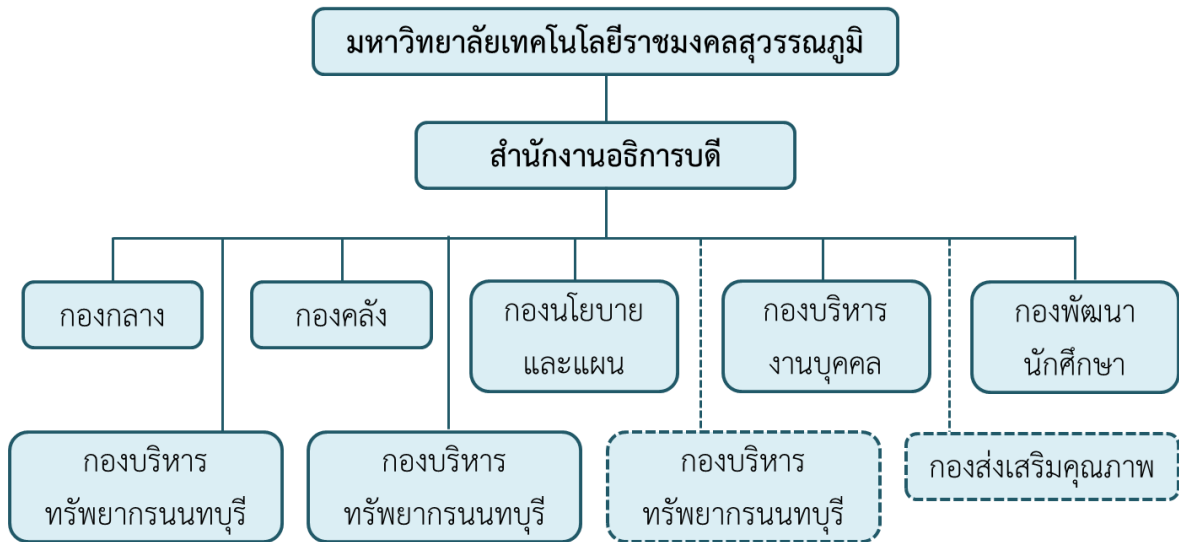 มหาวิทยาลัยเทคโนโลยีราชมงคลสุวรรณภูมิ
สำนักงานอธิการบดี
กองกลาง
กองคลัง
กองนโยบาย
และแผน
กองบริหาร
งานบุคคล
กองพัฒนา
นักศึกษา
กองบริหาร
ทรัพยากรนนทบุรี
กองบริหาร
ทรัพยากรนนทบุรี
กองบริหาร
ทรัพยากรนนทบุรี
กองส่งเสริมคุณภาพ